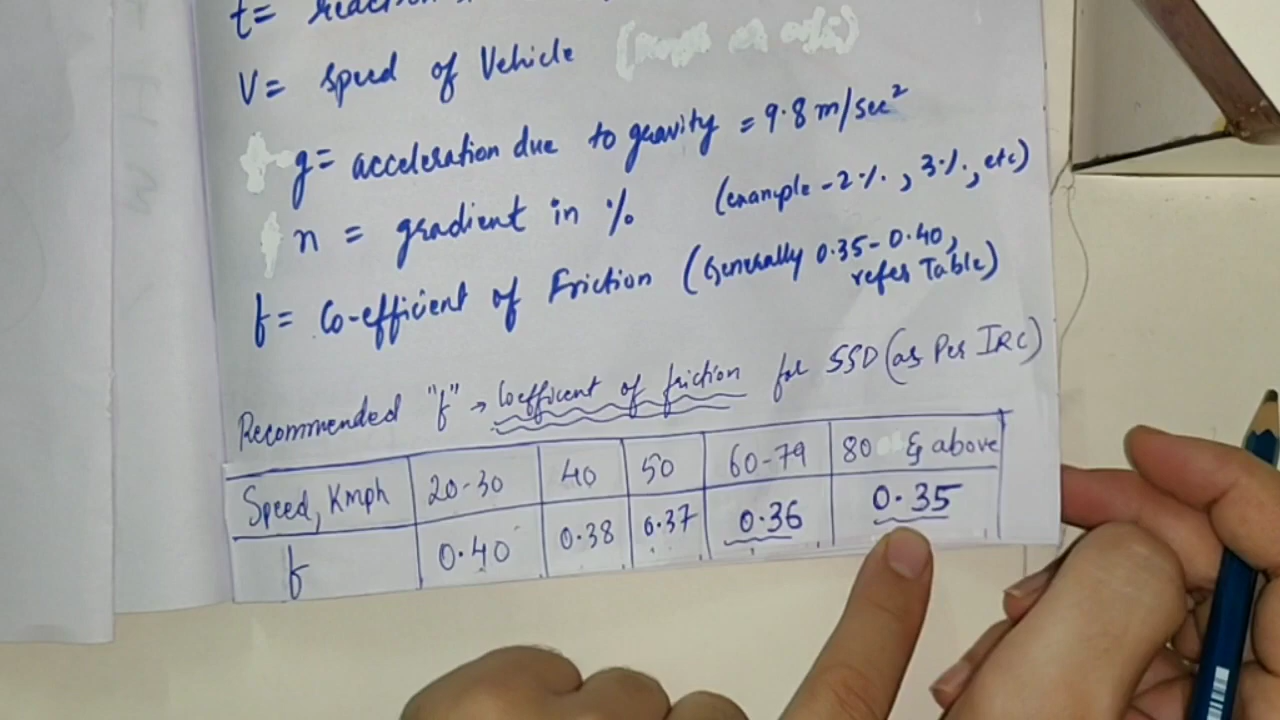 t= reaction
V= speed of Vehicle
g= acceleration due to gravity = 9.8 m/sec²
n = gradient in % (example - 2%, 3%, etc)
f= Co-efficient of Friction (Generally 0.35-0.40,
refer Table)
Recommended "f" → Coefficent of friction for SSD (as Per IRC)
Speed, Kmph 20-30 40 50 60-79 80 & above
f 0.40 0.38 0.37 0.36 0.35